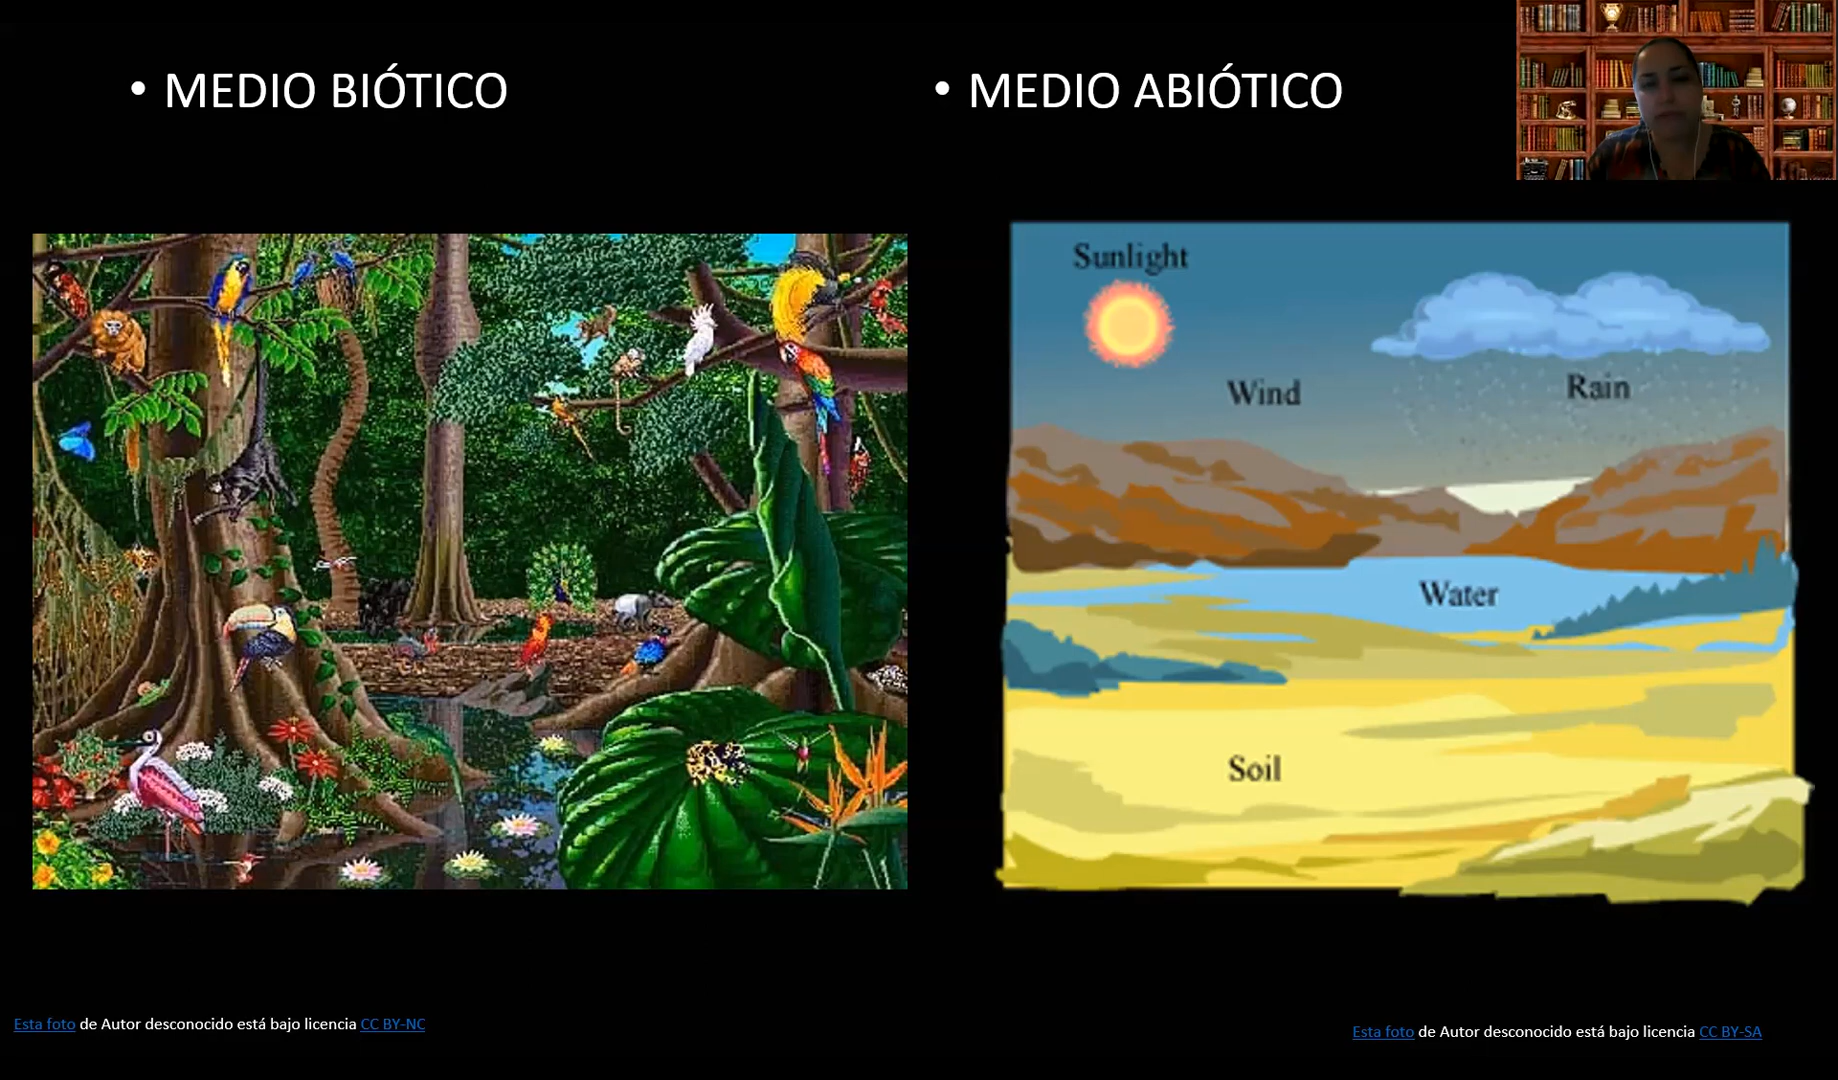 • MEDIO BIÓTICO
• MEDIO ABIÓTICO
Sunlight
Wind
Rain
Water
Soil
Esta foto de Autor desconocido está bajo licencia CC BY-NC
Esta foto de Autor desconocido está bajo licencia CC BY-SA